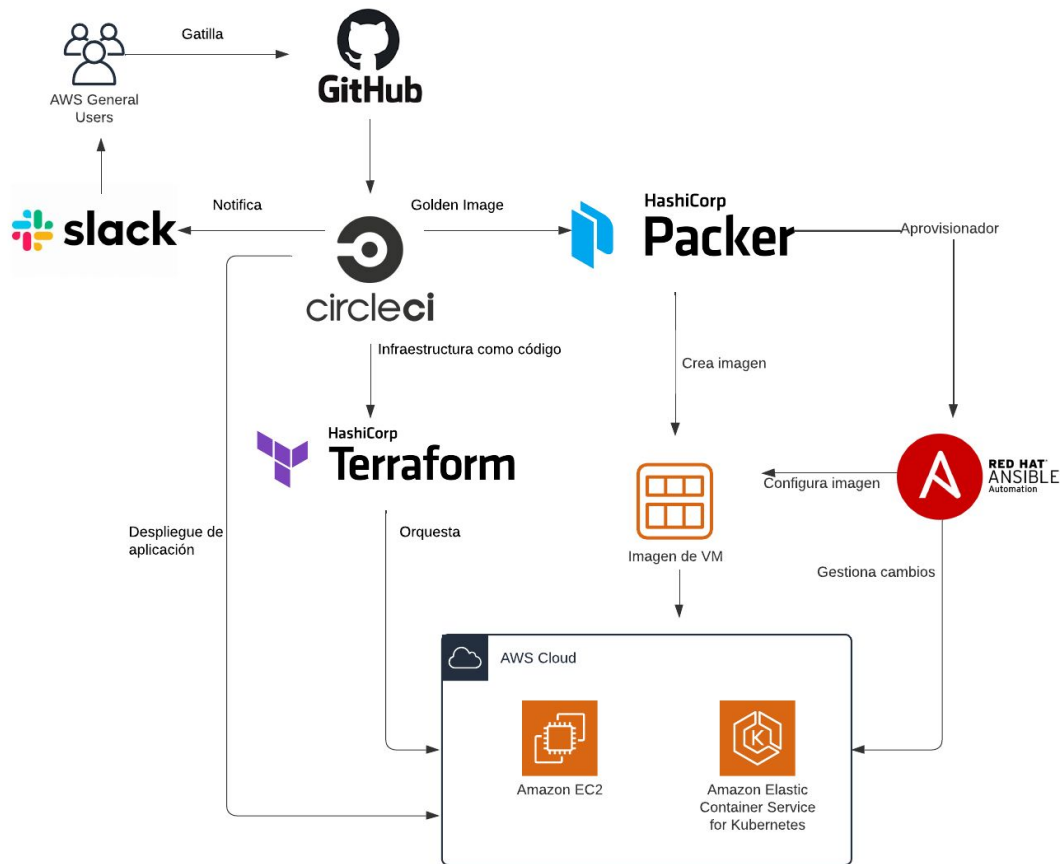 Gatilla
GitHub
AWS General
Users
slack
Notifica
Golden Image
HashiCorp
Packer
Aprovisionador
circleci
Infraestructura como código
Crea imagen
HashiCorp
Terraform
Configura imagen
RED HAT
ANSIBLE
Automation
Despliegue de
aplicación
Orquesta
Imagen de VM
Gestiona cambios
AWS Cloud
Amazon EC2
Amazon Elastic
Container Service
for Kubernetes